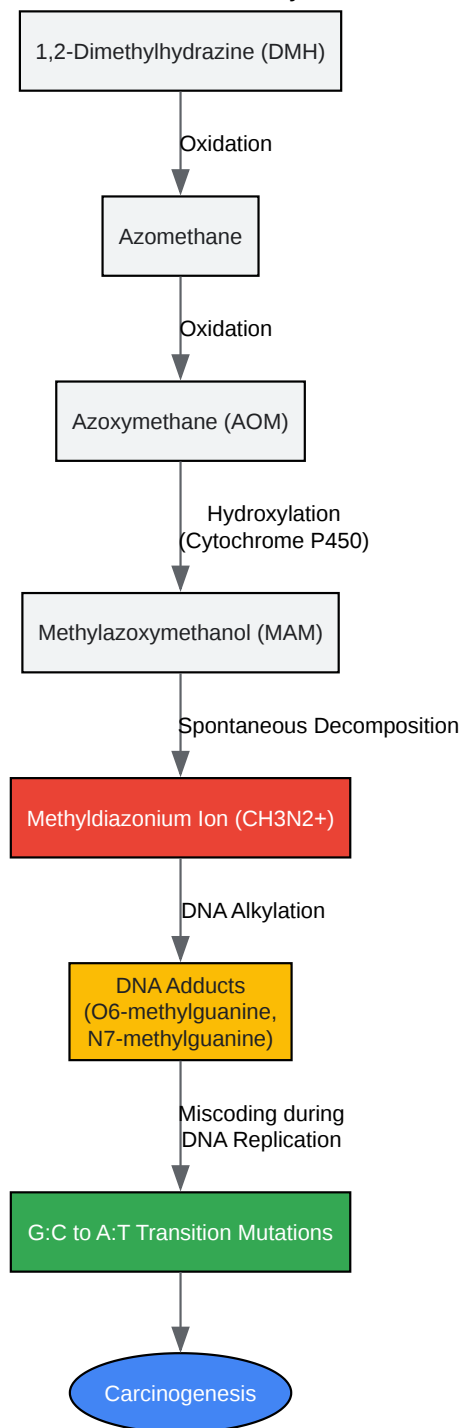 1,2-Dimethylhydrazine (DMH)
Oxidation
Azomethane
Oxidation
Azoxymethane (AOM)
Hydroxylation
(Cytochrome P450)
Methylazoxymethanol (MAM)
Spontaneous Decomposition
Methyldiazonium Ion (CH3N2+)
DNA Alkylation
DNA Adducts
(O6-methylguanine,
N7-methylguanine)
Miscoding during
DNA Replication
G:C to A:T Transition Mutations
Carcinogenesis